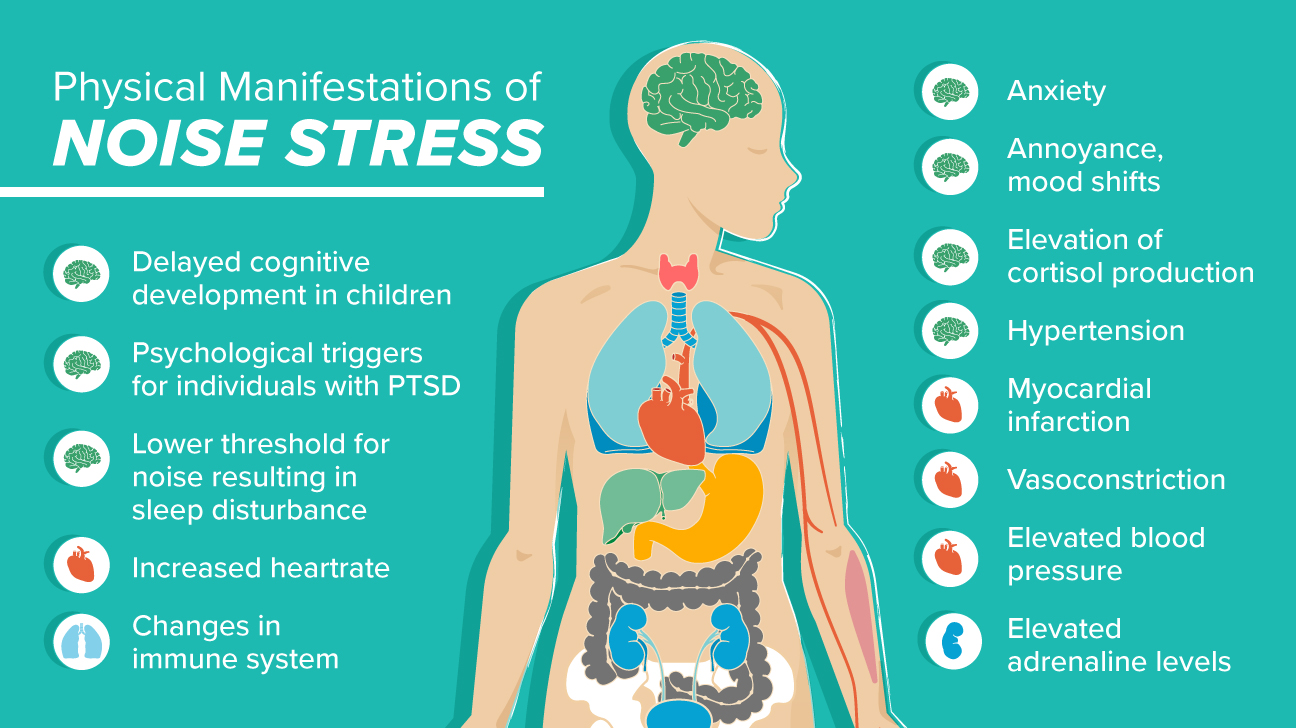 Physical Manifestations of
NOISE STRESS
Delayed cognitive
development in children
Psychological triggers
for individuals with PTSD
Lower threshold for
noise resulting in
sleep disturbance
Increased heartrate
Changes in
immune system
Anxiety
Annoyance,
mood shifts
Elevation of
cortisol production
Hypertension
Myocardial
infarction
Vasoconstriction
Elevated blood
pressure
Elevated
adrenaline levels